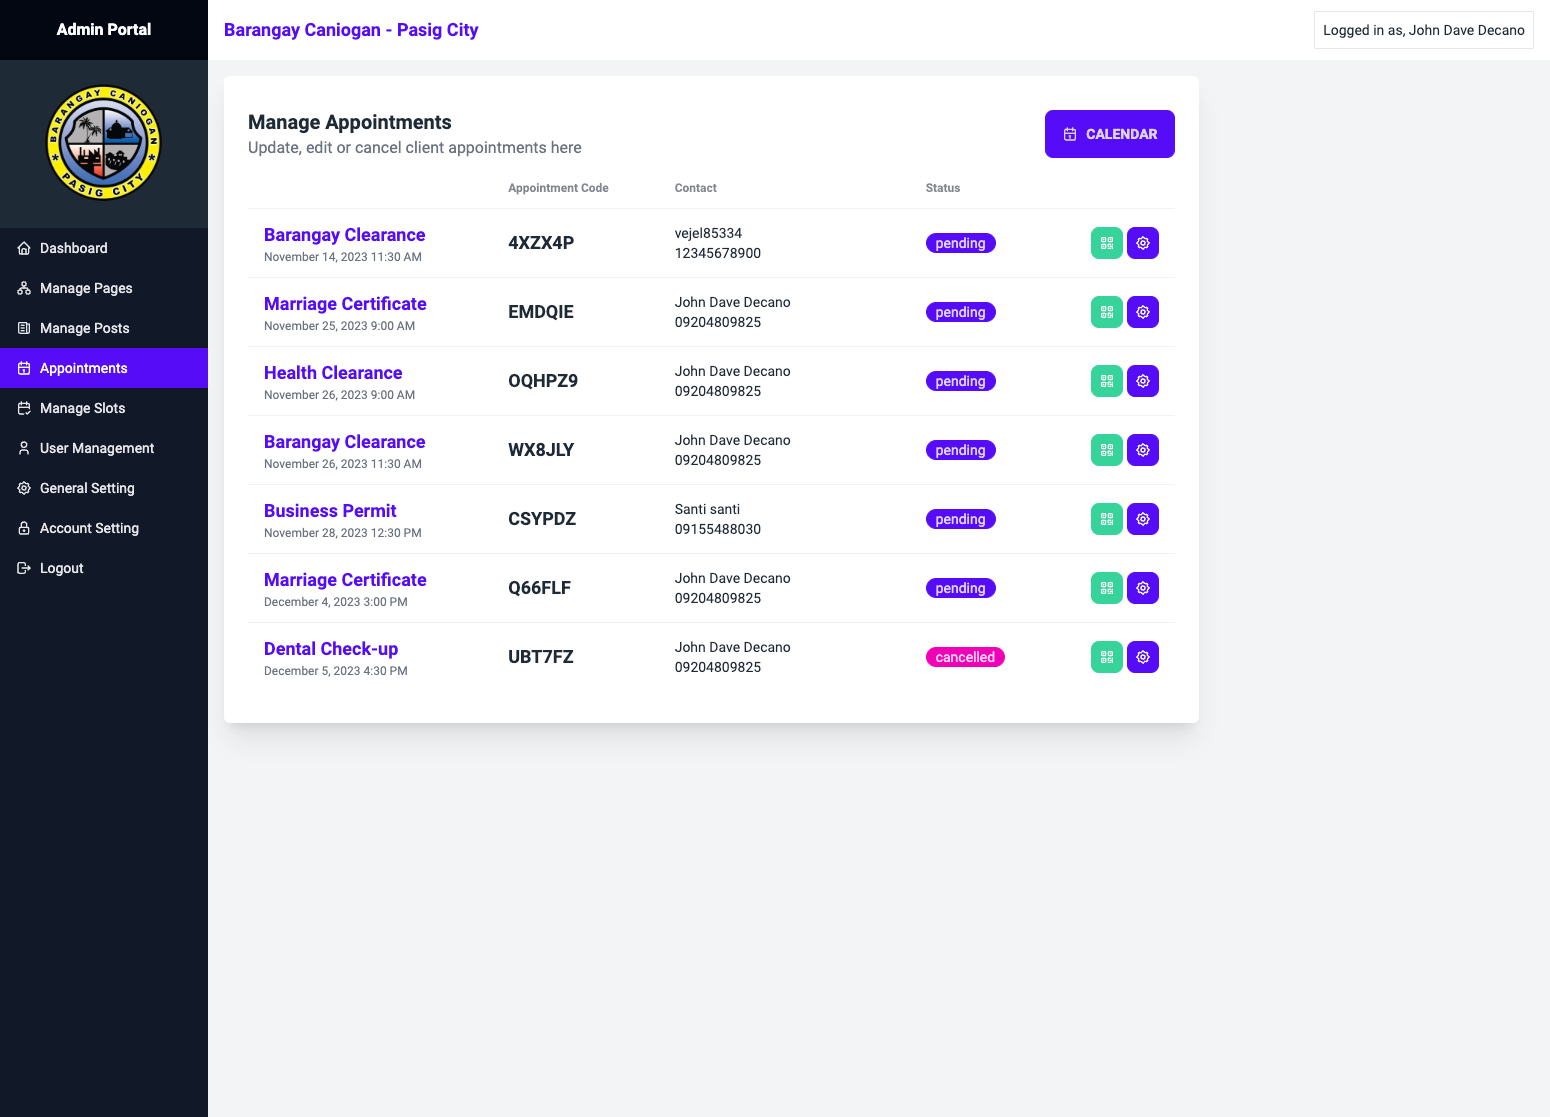 Admin Portal
Barangay Caniogan - Pasig City
Logged in as, John Dave Decano
BARANGAY CANIOGAN
PASIG CITY
Dashboard
Manage Pages
Manage Posts
Appointments
Manage Slots
User Management
General Setting
Account Setting
Logout
Manage Appointments
Update, edit or cancel client appointments here
CALENDAR
Appointment Code Contact Status
Barangay Clearance
November 14, 2023 11:30 AM
4XZX4P
vejel85334
12345678900
pending
Marriage Certificate
November 25, 2023 9:00 AM
EMDQIE
John Dave Decano
09204809825
pending
Health Clearance
November 26, 2023 9:00 AM
OQHPZ9
John Dave Decano
09204809825
pending
Barangay Clearance
November 26, 2023 11:30 AM
WX8JLY
John Dave Decano
09204809825
pending
Business Permit
November 28, 2023 12:30 PM
CSYPDZ
Santi santi
09155488030
pending
Marriage Certificate
December 4, 2023 3:00 PM
Q66FLF
John Dave Decano
09204809825
pending
Dental Check-up
December 5, 2023 4:30 PM
UBT7FZ
John Dave Decano
09204809825
cancelled